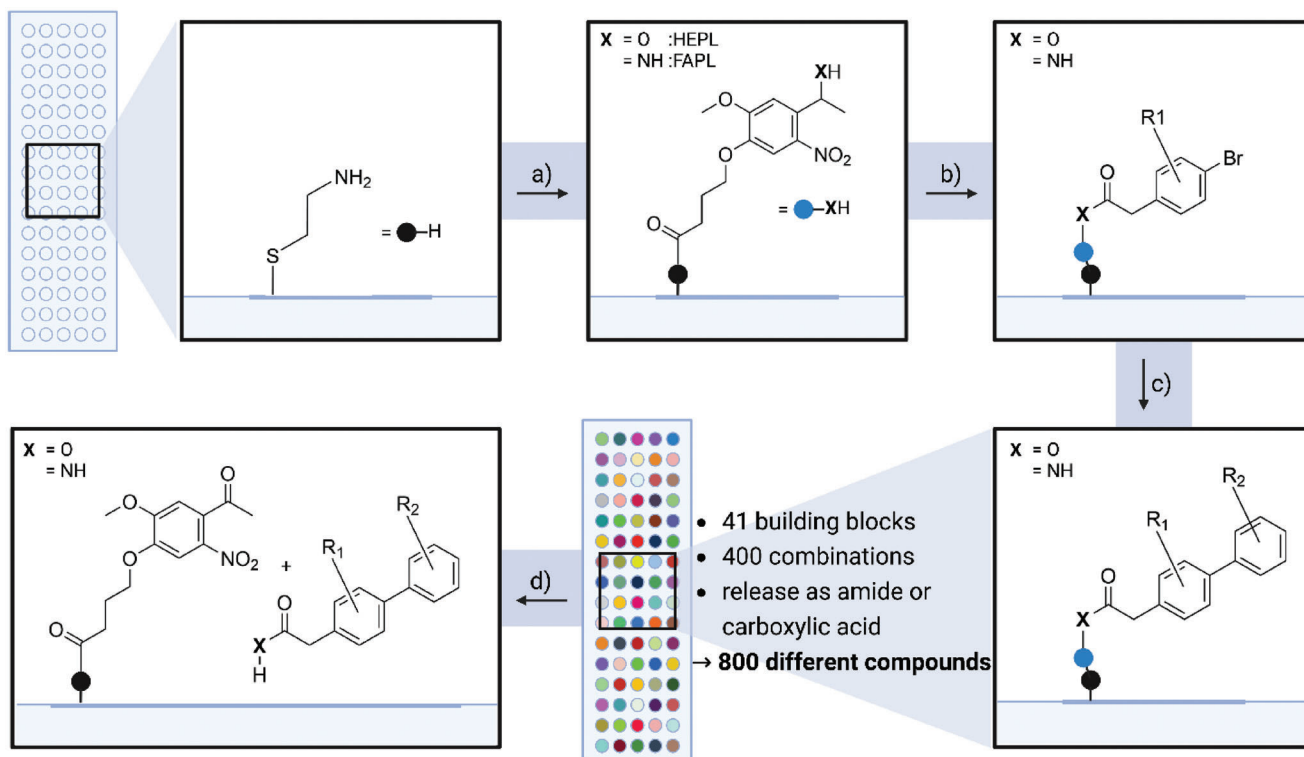 NH₂
S
= ●-H
a)
X = O :HEPL
= NH :FAPL
XH
O
NO₂
O
= ●-XH
O
b)
X = O
= NH
R1
Br
O
X
c)
X = O
= NH
R₂
R₁
O
X
• 41 building blocks
• 400 combinations
• release as amide or
carboxylic acid
→ 800 different compounds
d)
X = O
= NH
O
O
NO₂
O
+
O
R₂
R₁
O
X
H